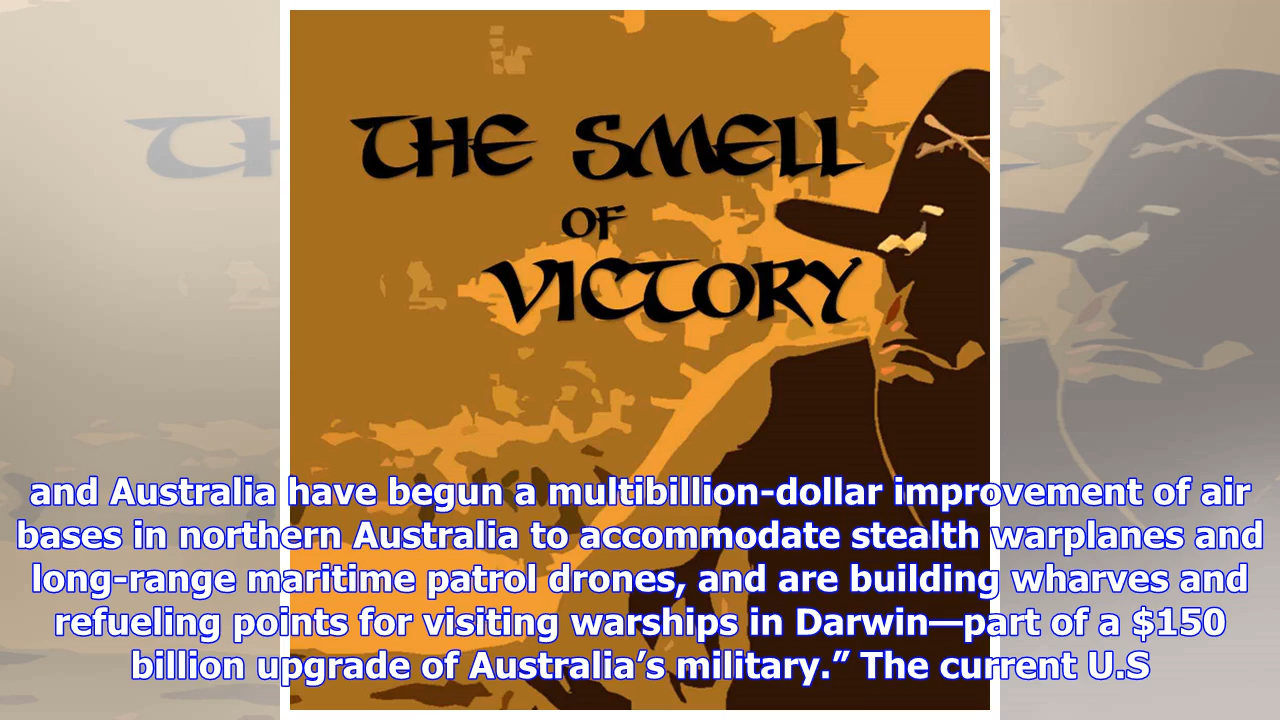 THE SMELL
OF
VICTORY
and Australia have begun a multibillion-dollar improvement of air
bases in northern Australia to accommodate stealth warplanes and
long-range maritime patrol drones, and are building wharves and
refueling points for visiting warships in Darwin—part of a $150
billion upgrade of Australia’s military.” The current U.S